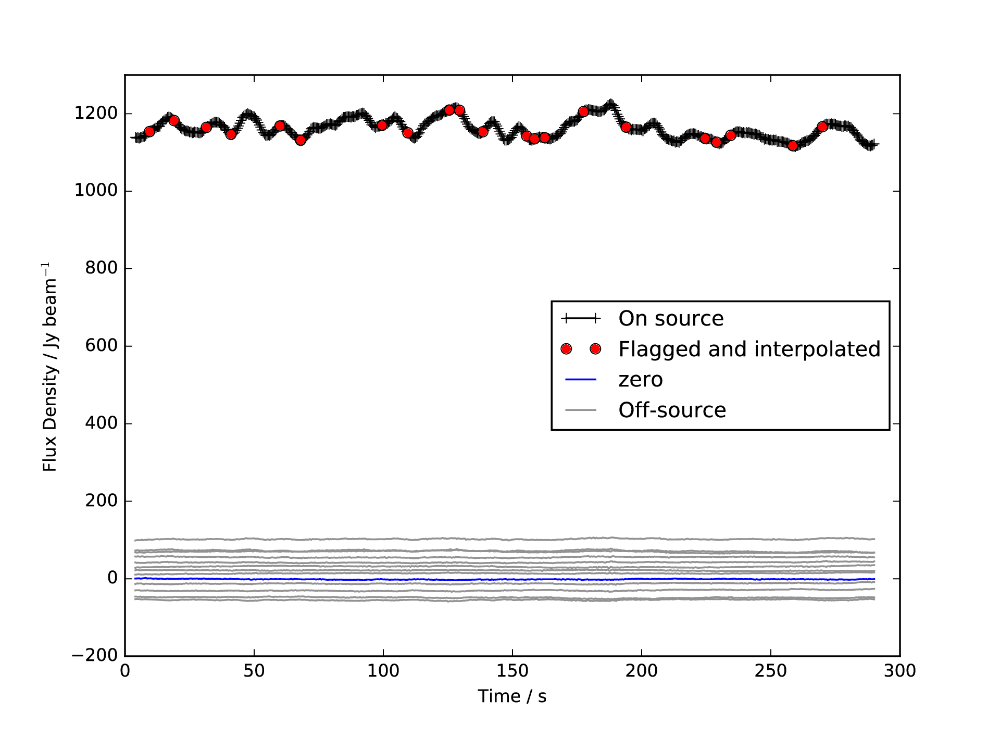 1200
1000
800
600
400
200
0
−200
0 50 100 150 200 250 300
Time / s
Flux Density / Jy beam⁻¹
On source
Flagged and interpolated
zero
Off-source